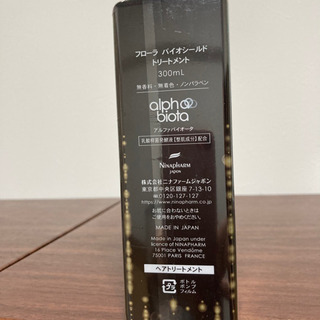 フローラ バイオシールド
トリートメント
300mL
無香料・無着色・ノンパラベン
alpha
biota
アルファバイオータ
乳酸球菌発酵液【整肌成分】配合
NINAPHARM
JAPON
株式会社ニナファームジャポン
東京都中央区銀座7-13-10
0120-127-127
https://www.ninapharm.co.jp
お肌に合わないときは
ご使用をおやめください。
MADE IN JAPAN
Made in Japan under
licence of NINAPHARM
16 Place Vendôme
75001 PARIS FRANCE
ヘアトリートメント
プラ
ボトル
ポンプ
フィルム